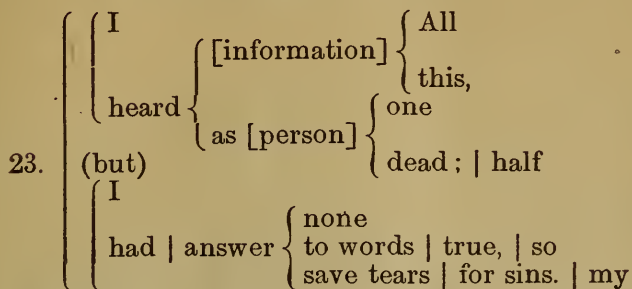 I
[information] { All
this,
heard
as [person] { one
dead ; | half
23. (but)
I
had | answer { none
to words | true, | so
save tears | for sins. | my